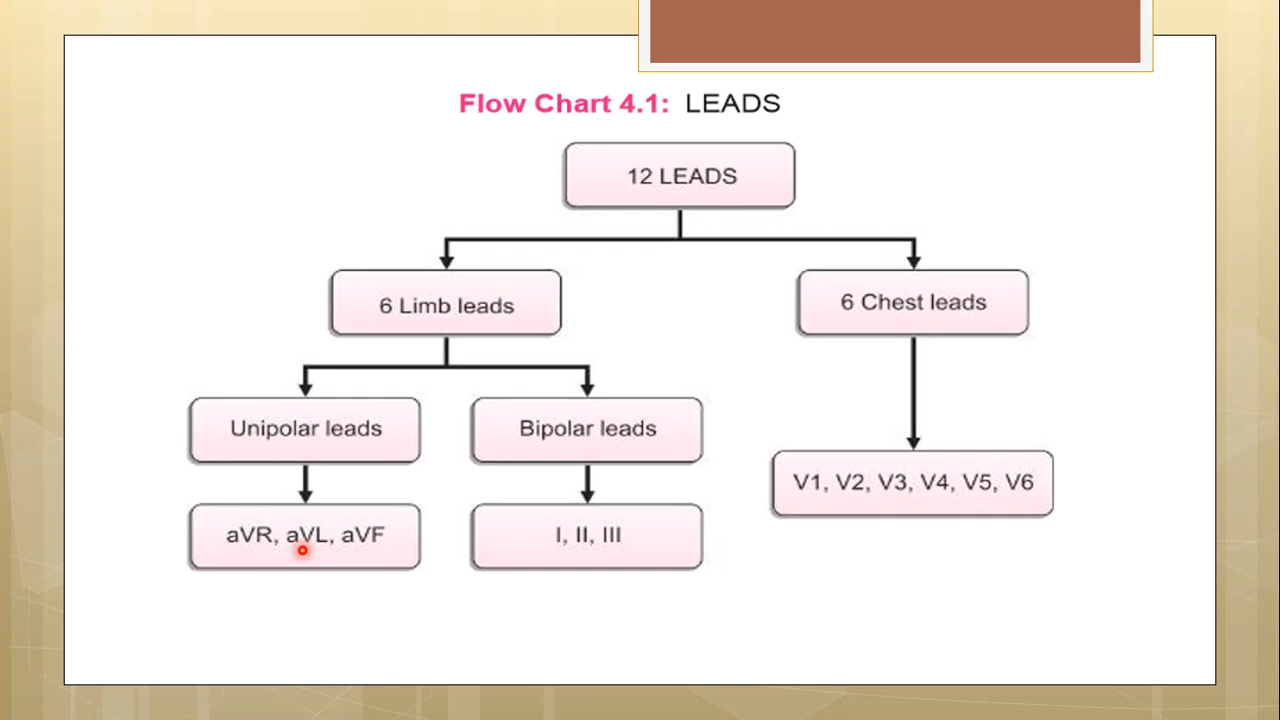 Flow Chart 4.1: LEADS
12 LEADS
6 Limb leads
6 Chest leads
Unipolar leads
Bipolar leads
V1, V2, V3, V4, V5, V6
aVR, aVL, aVF
I, II, III